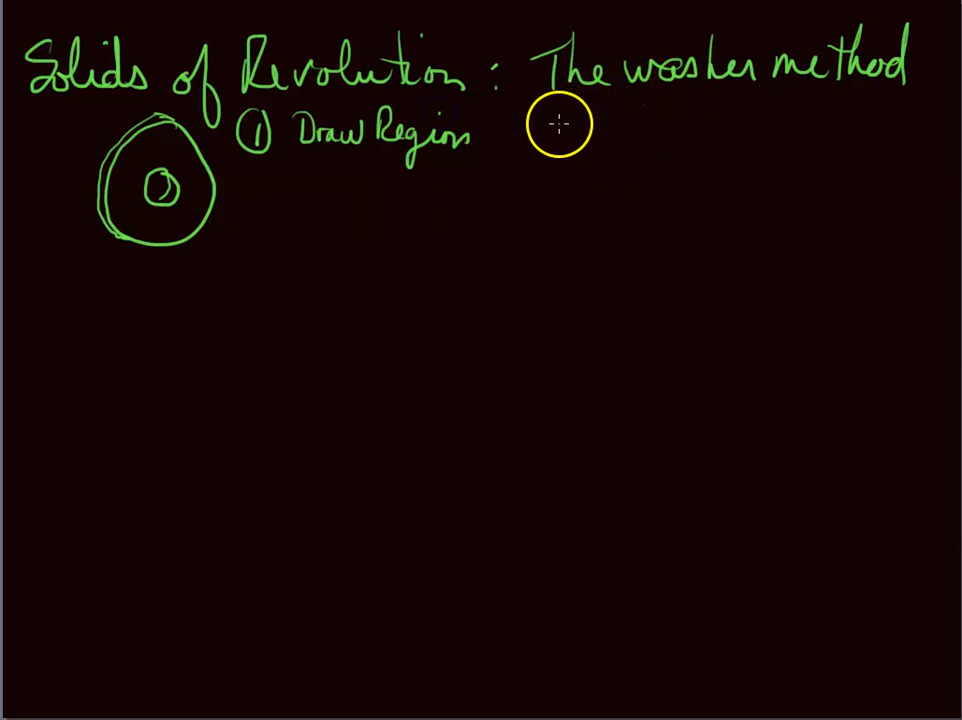 Solids of Revolution : The washer method
① Draw Region